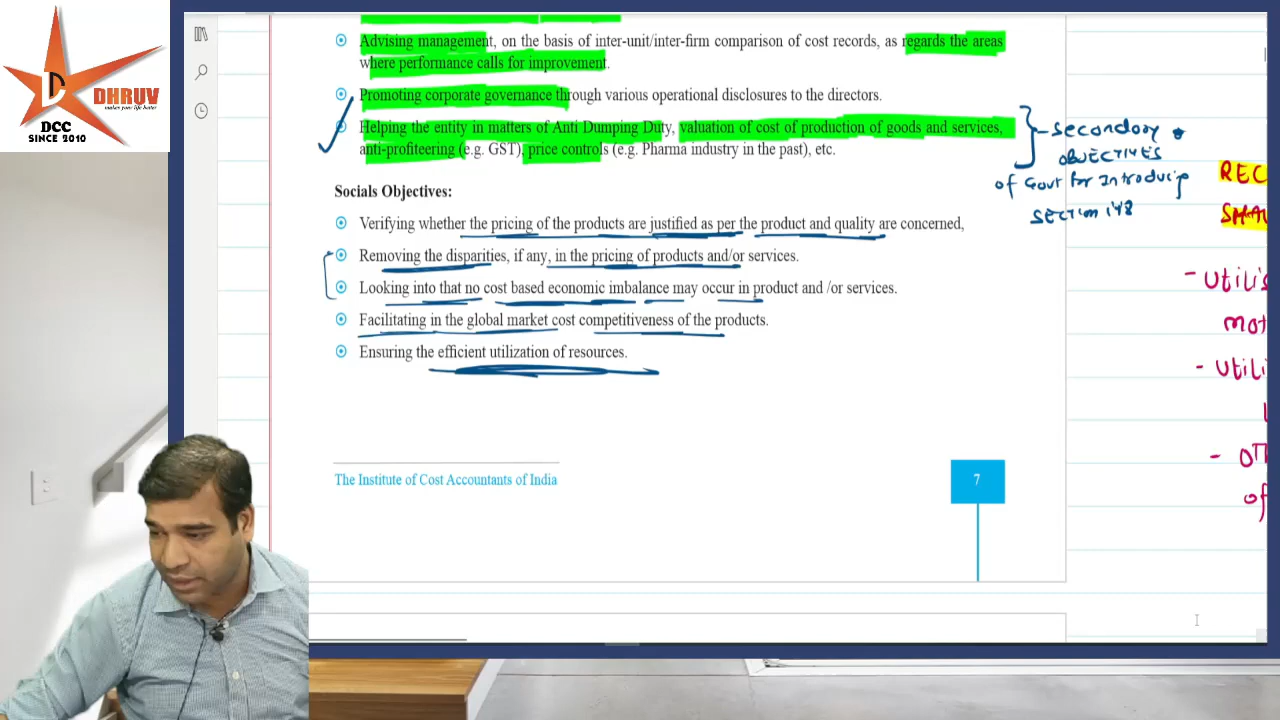 D
DHRUV
makes your life better
DCC
SINCE 2010
Advising management, on the basis of inter-unit/inter-firm comparison of cost records, as regards the areas
where performance calls for improvement.
Promoting corporate governance through various operational disclosures to the directors.
Helping the entity in matters of Anti Dumping Duty, valuation of cost of production of goods and services,
anti-profiteering (e.g. GST), price controls (e.g. Pharma industry in the past), etc.
- secondary
OBJECTIVES
of Govt for Introducing
SECTION 148
Socials Objectives:
Verifying whether the pricing of the products are justified as per the product and quality are concerned,
Removing the disparities, if any, in the pricing of products and/or services.
Looking into that no cost based economic imbalance may occur in product and /or services.
Facilitating in the global market cost competitiveness of the products.
Ensuring the efficient utilization of resources.
REC
- UTILIS
- UTILI
of
The Institute of Cost Accountants of India
7